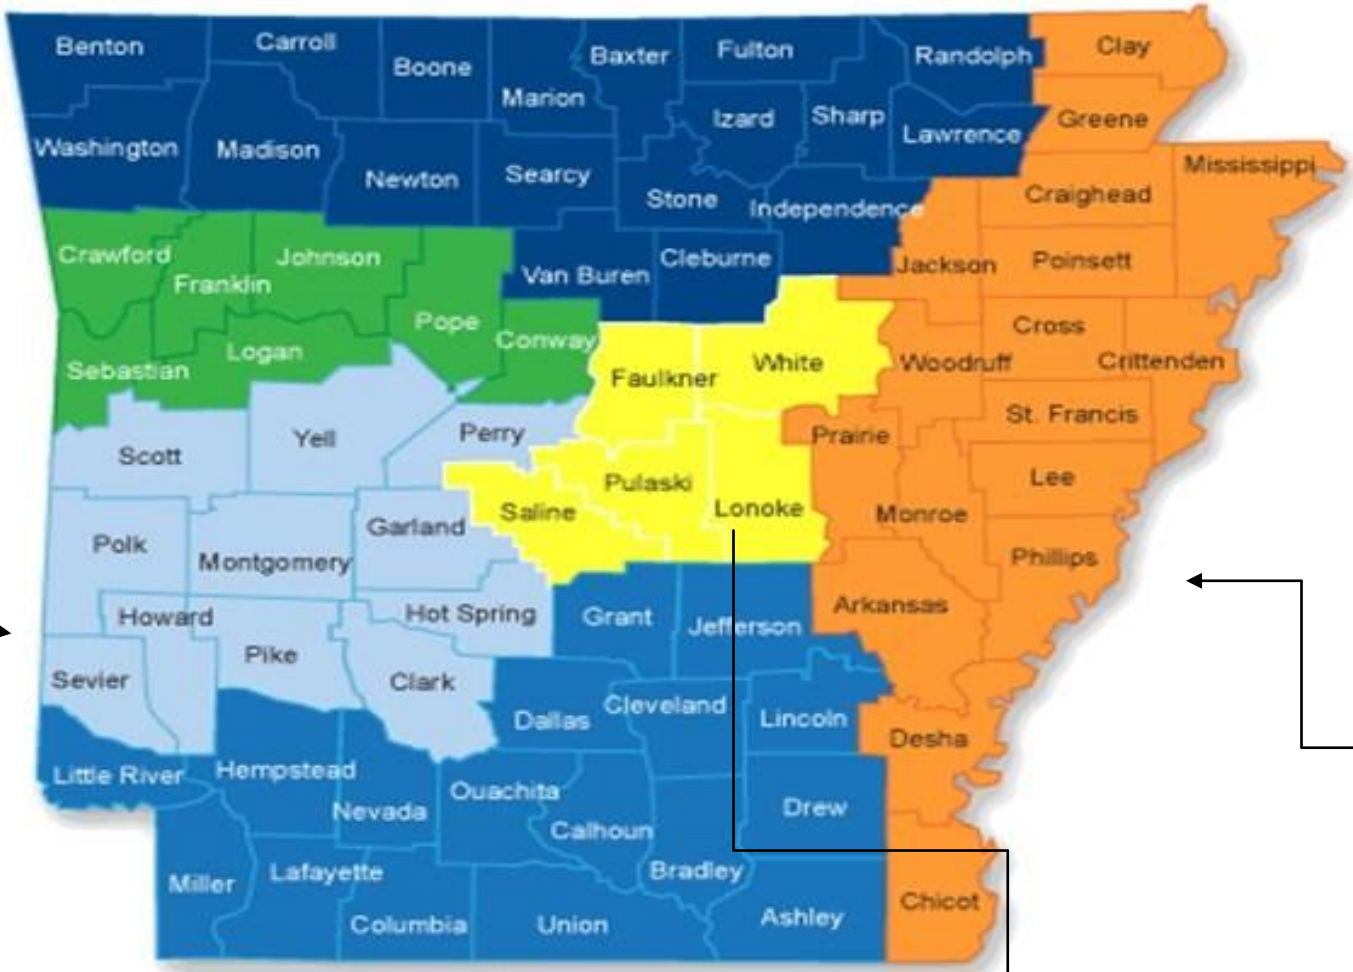 Benton
Carroll
Boone
Baxter
Fulton
Randolph
Clay
Marion
Izard
Sharp
Lawrence
Greene
Washington
Madison
Newton
Searcy
Stone
Independence
Craighead
Mississippi
Crawford
Franklin
Johnson
Van Buren
Cleburne
Jackson
Poinsett
Pope
Conway
Logan
Sebastian
Faulkner
White
Woodruff
Cross
Crittenden
St. Francis
Scott
Yell
Perry
Prairie
Lee
Saline
Pulaski
Lonoke
Monroe
Polk
Montgomery
Garland
Phillips
Howard
Hot Spring
Grant
Jefferson
Arkansas
Pike
Sevier
Clark
Dallas
Cleveland
Lincoln
Desha
Little River
Hempstead
Nevada
Ouachita
Calhoun
Drew
Miller
Lafayette
Bradley
Columbia
Union
Ashley
Chicot